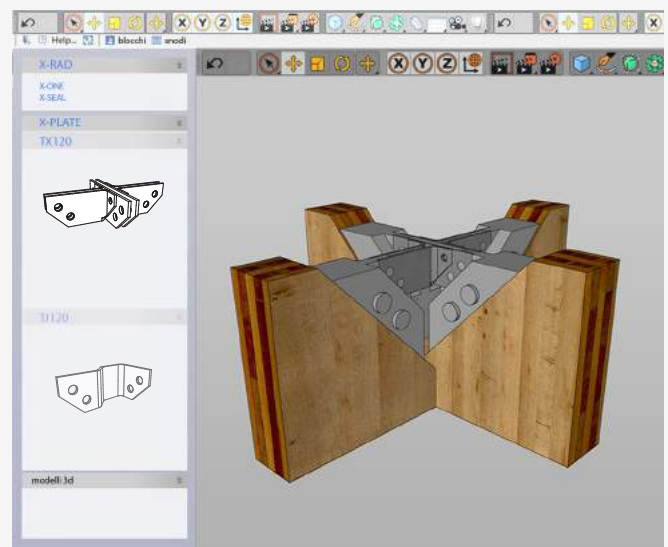 X Y Z
X
Help... blocchi snodi
X-RAD
X-ONE
X-SEAL
X Y Z
X-PLATE
TX120
TJ120
modelli 3d